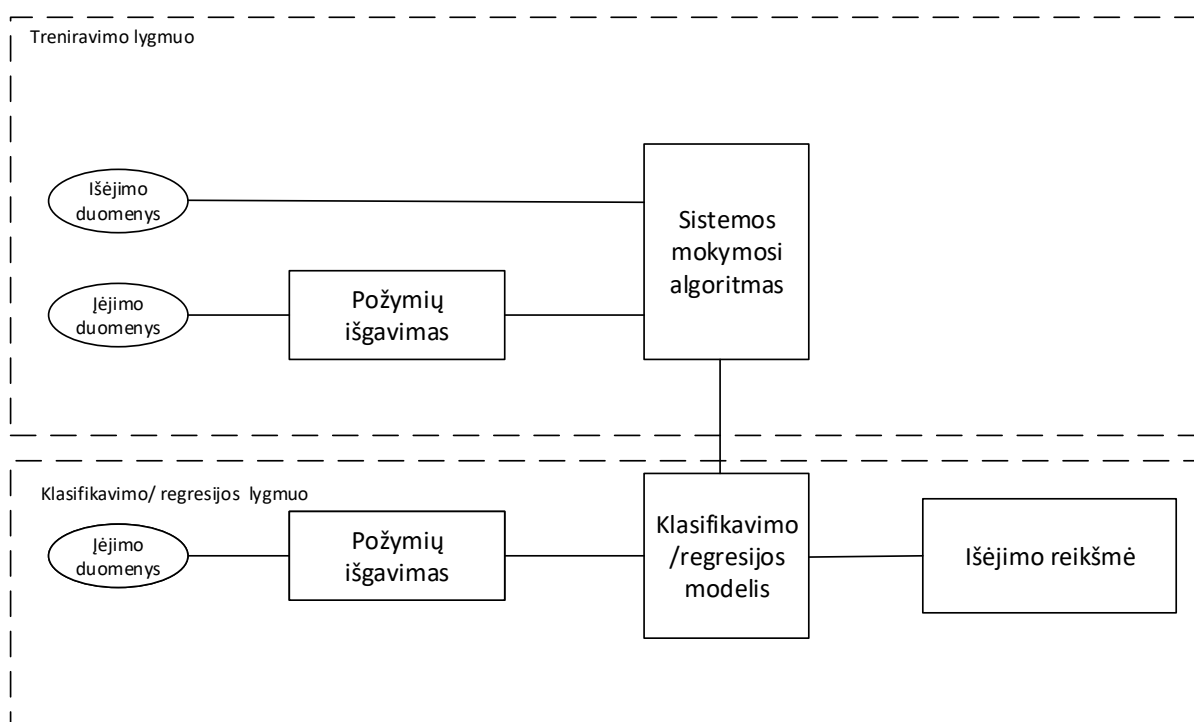 Treniravimo lygmuo
Išėjimo
duomenys
Sistemos
mokymosi
algoritmas
Įėjimo
duomenys
Požymių
išgavimas
Klasifikavimo/ regresijos lygmuo
Įėjimo
duomenys
Požymių
išgavimas
Klasifikavimo
/regresijos
modelis
Išėjimo reikšmė